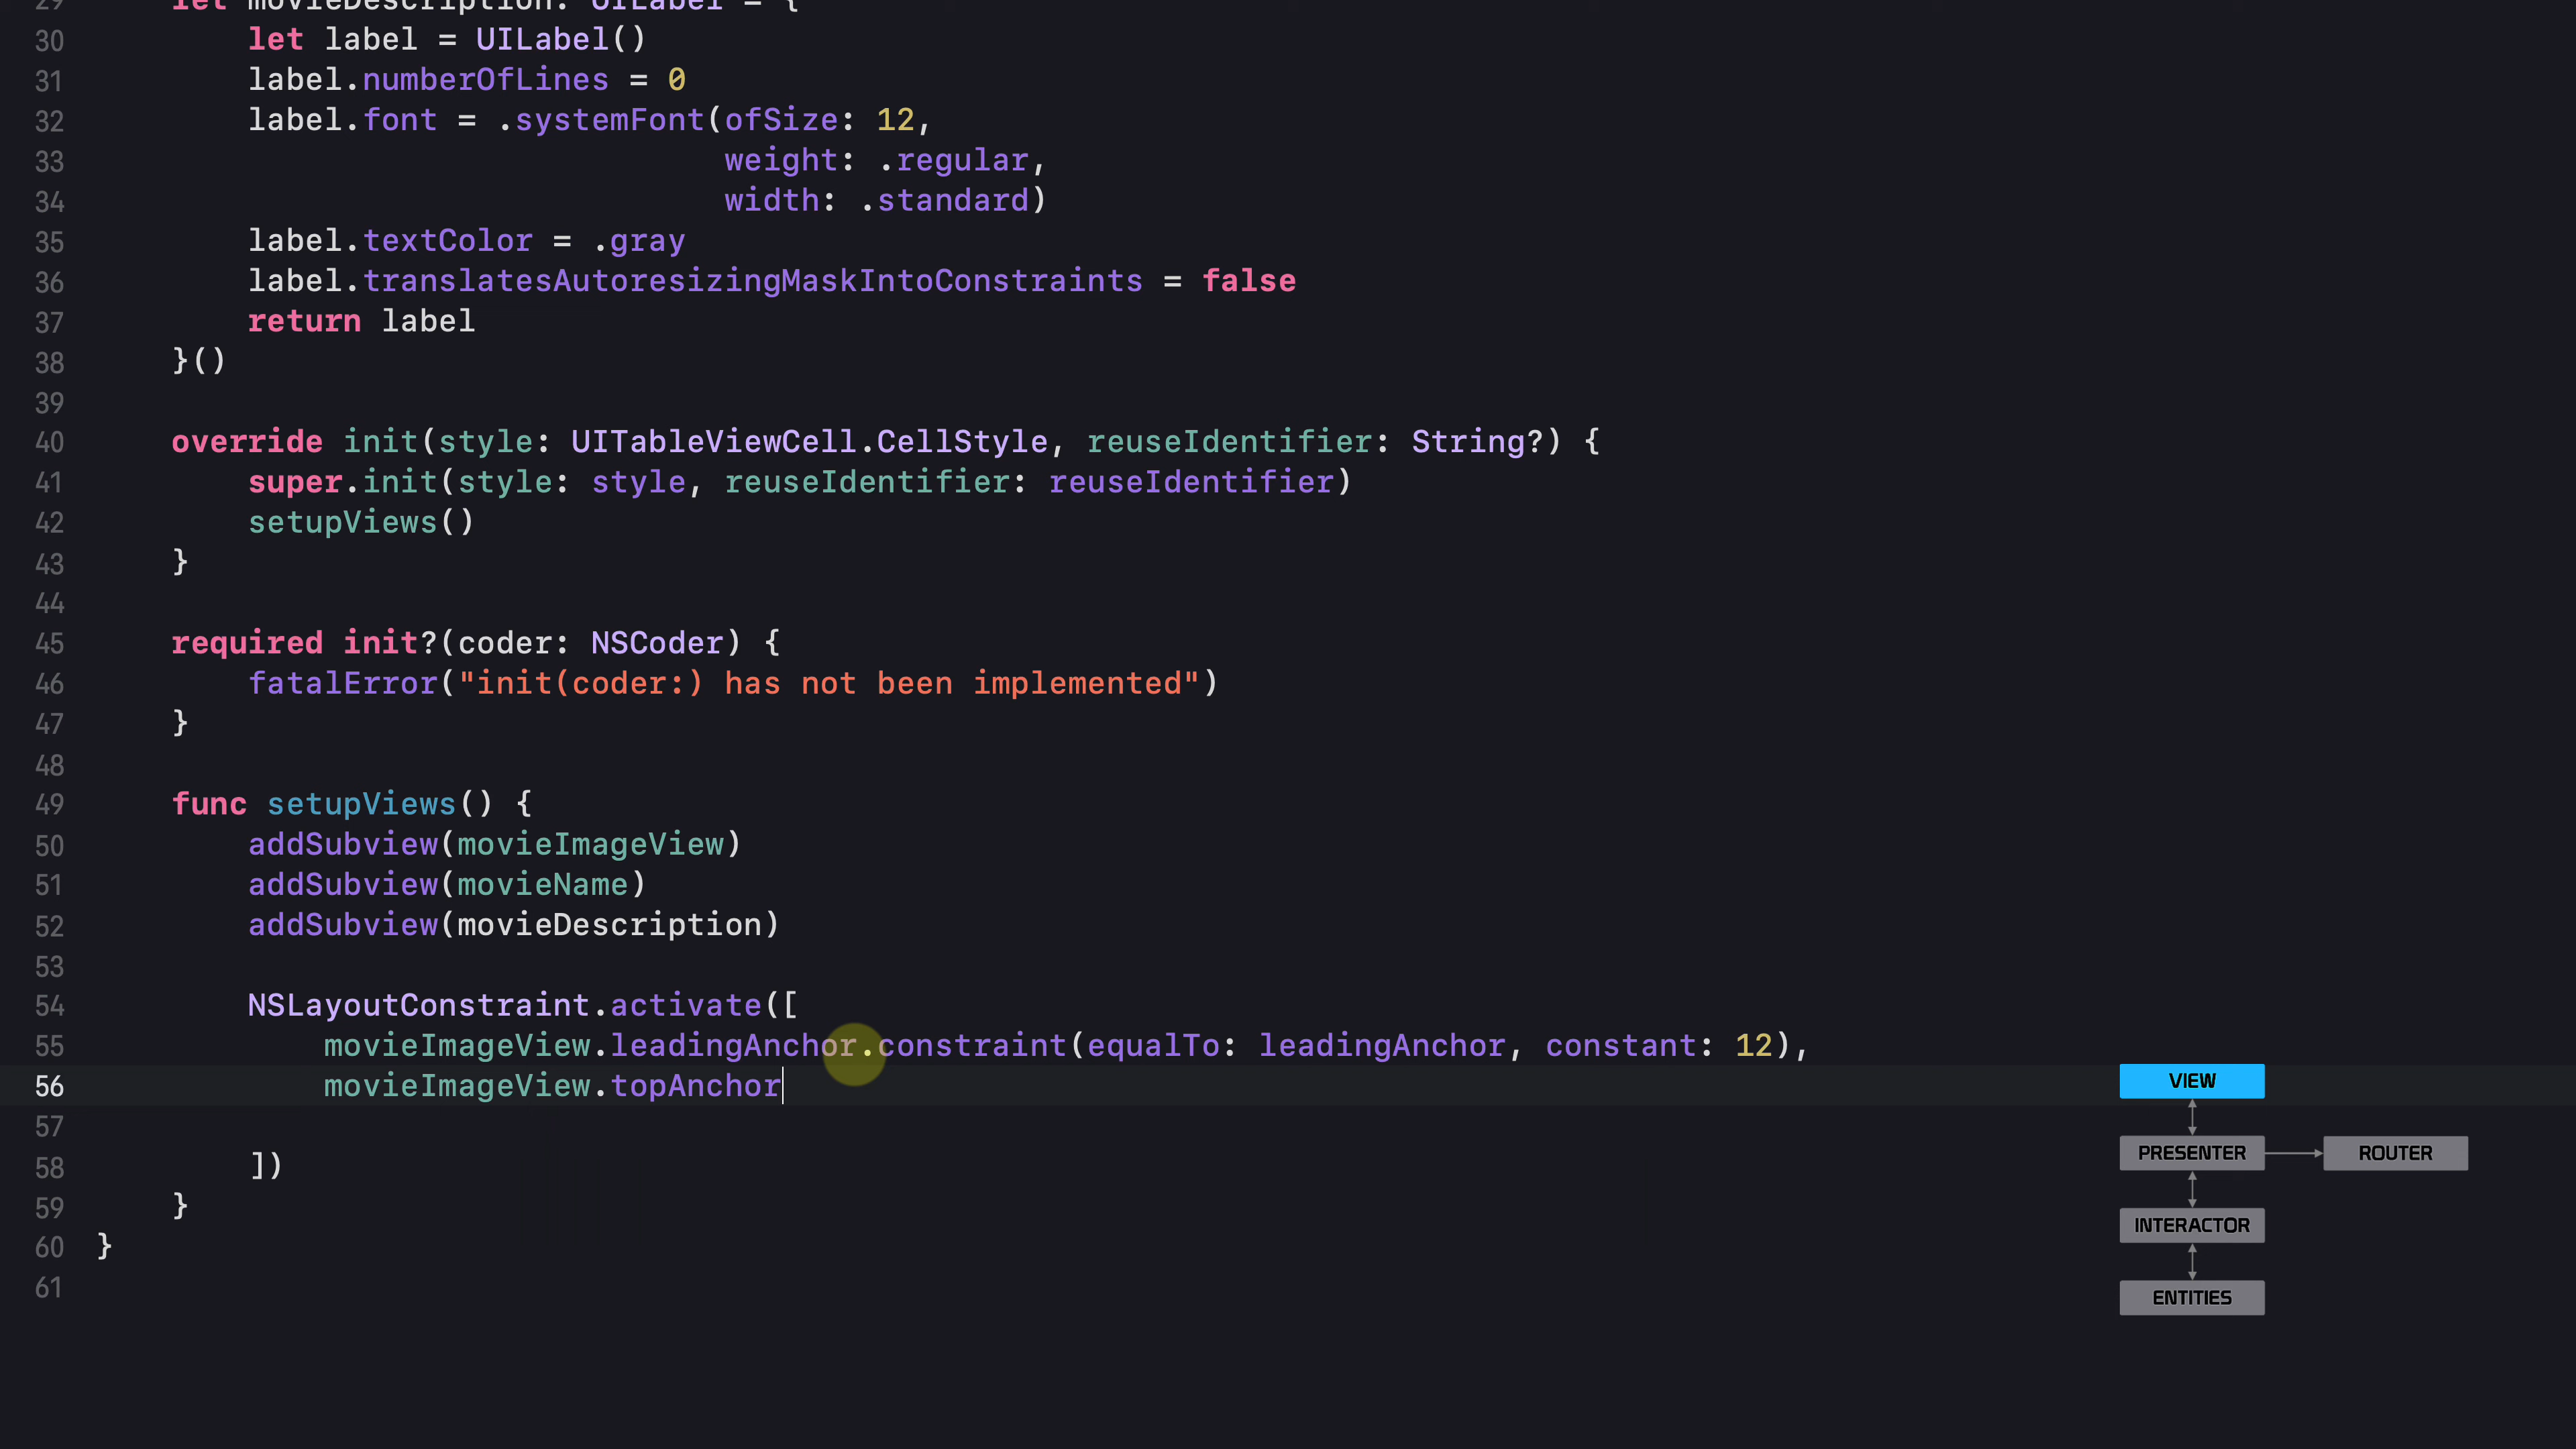 29 let movieDescription: UILabel = {
30 let label = UILabel()
31 label.numberOfLines = 0
32 label.font = .systemFont(ofSize: 12,
33 weight: .regular,
34 width: .standard)
35 label.textColor = .gray
36 label.translatesAutoresizingMaskIntoConstraints = false
37 return label
38 }()
39
40 override init(style: UITableViewCell.CellStyle, reuseIdentifier: String?) {
41 super.init(style: style, reuseIdentifier: reuseIdentifier)
42 setupViews()
43 }
44
45 required init?(coder: NSCoder) {
46 fatalError("init(coder:) has not been implemented")
47 }
48
49 func setupViews() {
50 addSubview(movieImageView)
51 addSubview(movieName)
52 addSubview(movieDescription)
53
54 NSLayoutConstraint.activate([
55 movieImageView.leadingAnchor.constraint(equalTo: leadingAnchor, constant: 12),
56 movieImageView.topAnchor
57
58 ])
59 }
60 }
61
VIEW
PRESENTER
ROUTER
INTERACTOR
ENTITIES